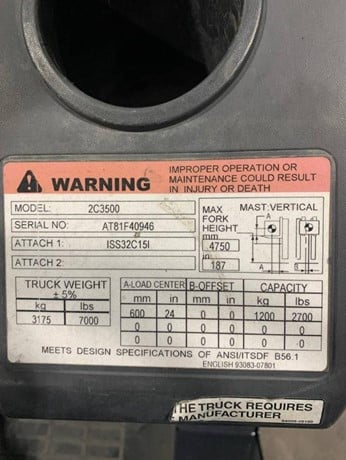 WARNING
IMPROPER OPERATION OR
MAINTENANCE COULD RESULT
IN INJURY OR DEATH
MODEL: 2C3500
SERIAL NO: AT81F40946
ATTACH 1: ISS32C15I
ATTACH 2:
MAX FORK HEIGHT
mm
4750
in
187
MAST: VERTICAL
A
B
TRUCK WEIGHT
± 5%
kg lbs
3175 7000
A-LOAD CENTER B-OFFSET CAPACITY
mm in mm in kg lbs
600 24 0 0 1200 2700
0 0 0 0 0 0
0 0 0 0 0 0
MEETS DESIGN SPECIFICATIONS OF ANSI/ITSDF B56.1
ENGLISH 93083-07801
THE TRUCK REQUIRES
MANUFACTURER